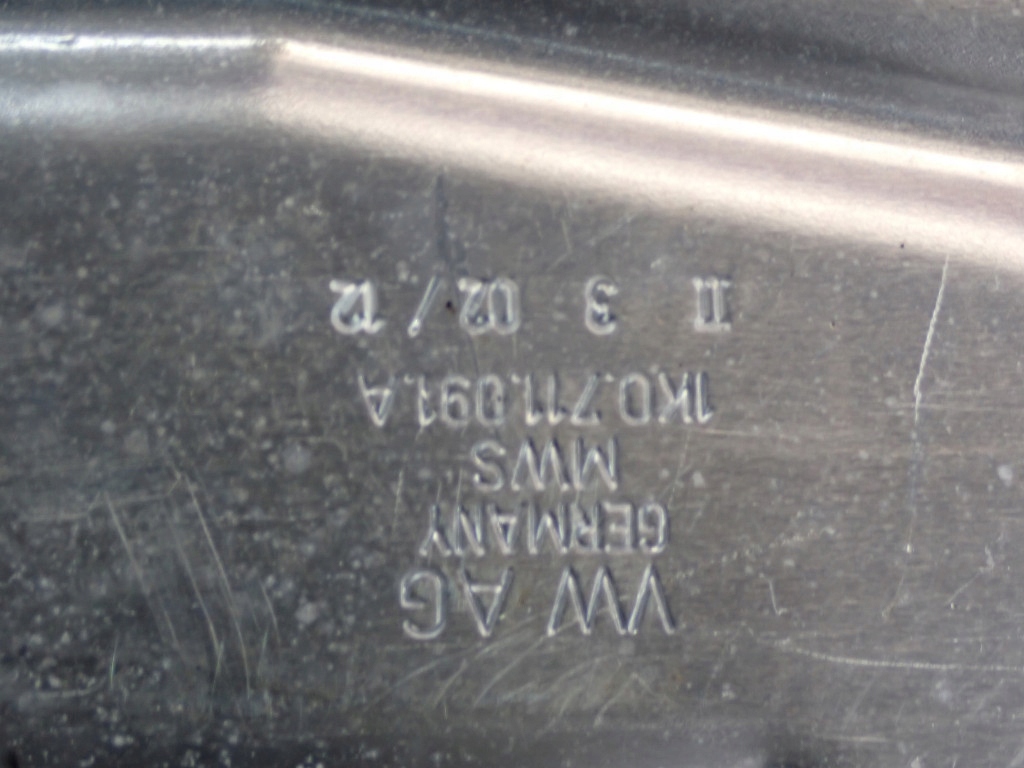 VW AG
GERMANY
MWS
1K0.711.091.A
II 3 02/12